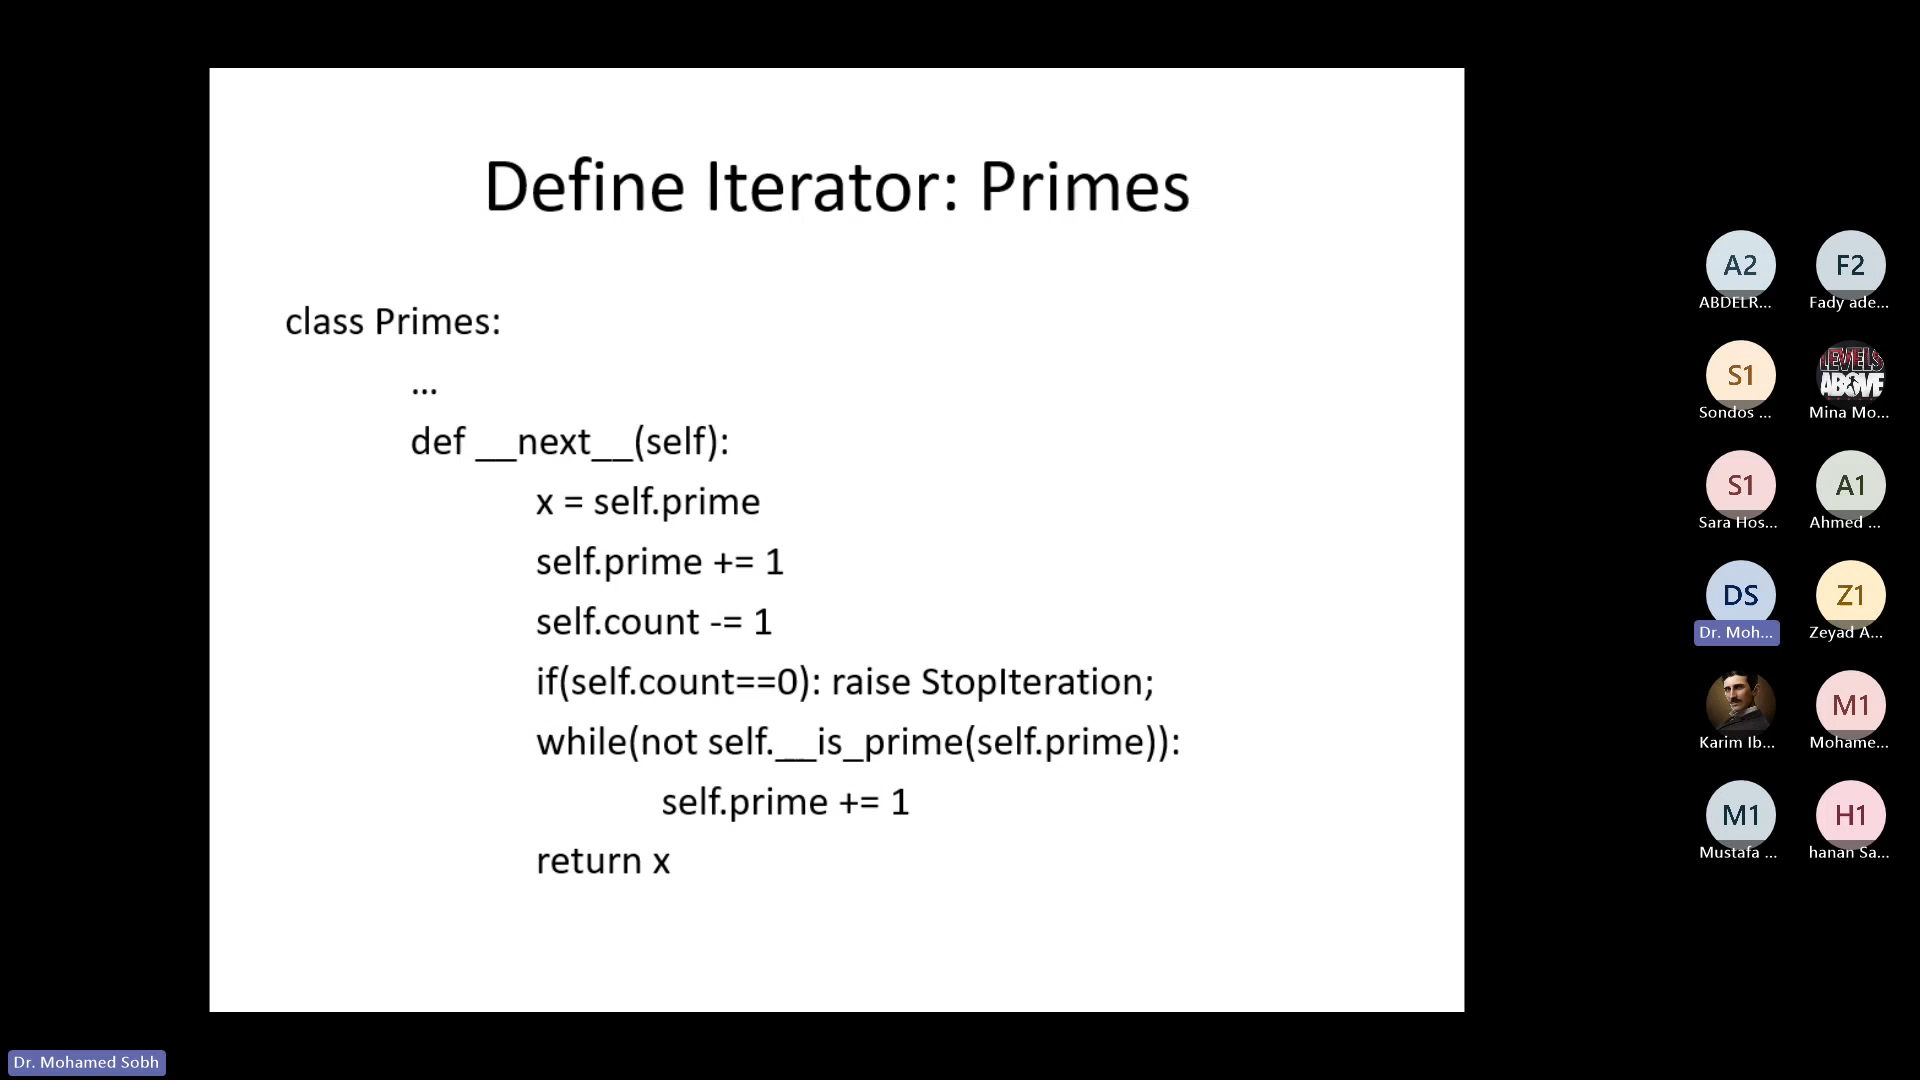 Define Iterator: Primes
class Primes:
...
def __next__(self):
x = self.prime
self.prime += 1
self.count -= 1
if(self.count==0): raise StopIteration;
while(not self.__is_prime(self.prime)):
self.prime += 1
return x
A2
F2
ABDELR...
Fady ade...
S1
LEVELS
ABOVE
Sondos ...
Mina Mo...
S1
A1
Sara Hos...
Ahmed ...
DS
Z1
Dr. Moh...
Zeyad A...
M1
Karim Ib...
Mohame...
M1
H1
Mustafa ...
hanan Sa...
Dr. Mohamed Sobh